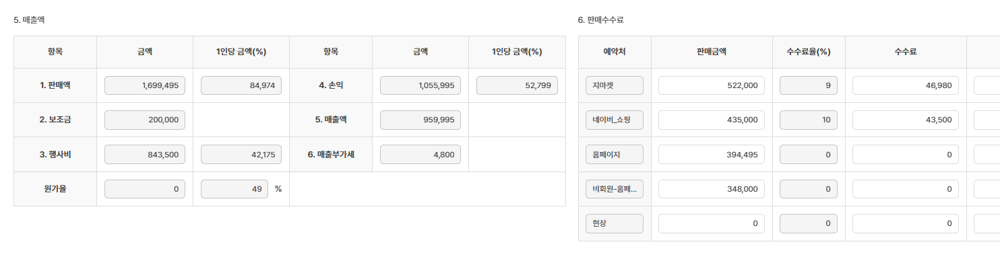 5. 매출액
항목 금액 1인당 금액(%) 항목 금액 1인당 금액(%)
1. 판매액 1,699,495 84,974 4. 손익 1,055,995 52,799
2. 보조금 200,000 5. 매출액 959,995
3. 행사비 843,500 42,175 6. 매출부가세 4,800
원가율 0 49 %
6. 판매수수료
예약처 판매금액 수수료율(%) 수수료
지마켓 522,000 9 46,980
네이버_쇼핑 435,000 10 43,500
홈페이지 394,495 0 0
비회원-홈페... 348,000 0 0
현장 0 0 0